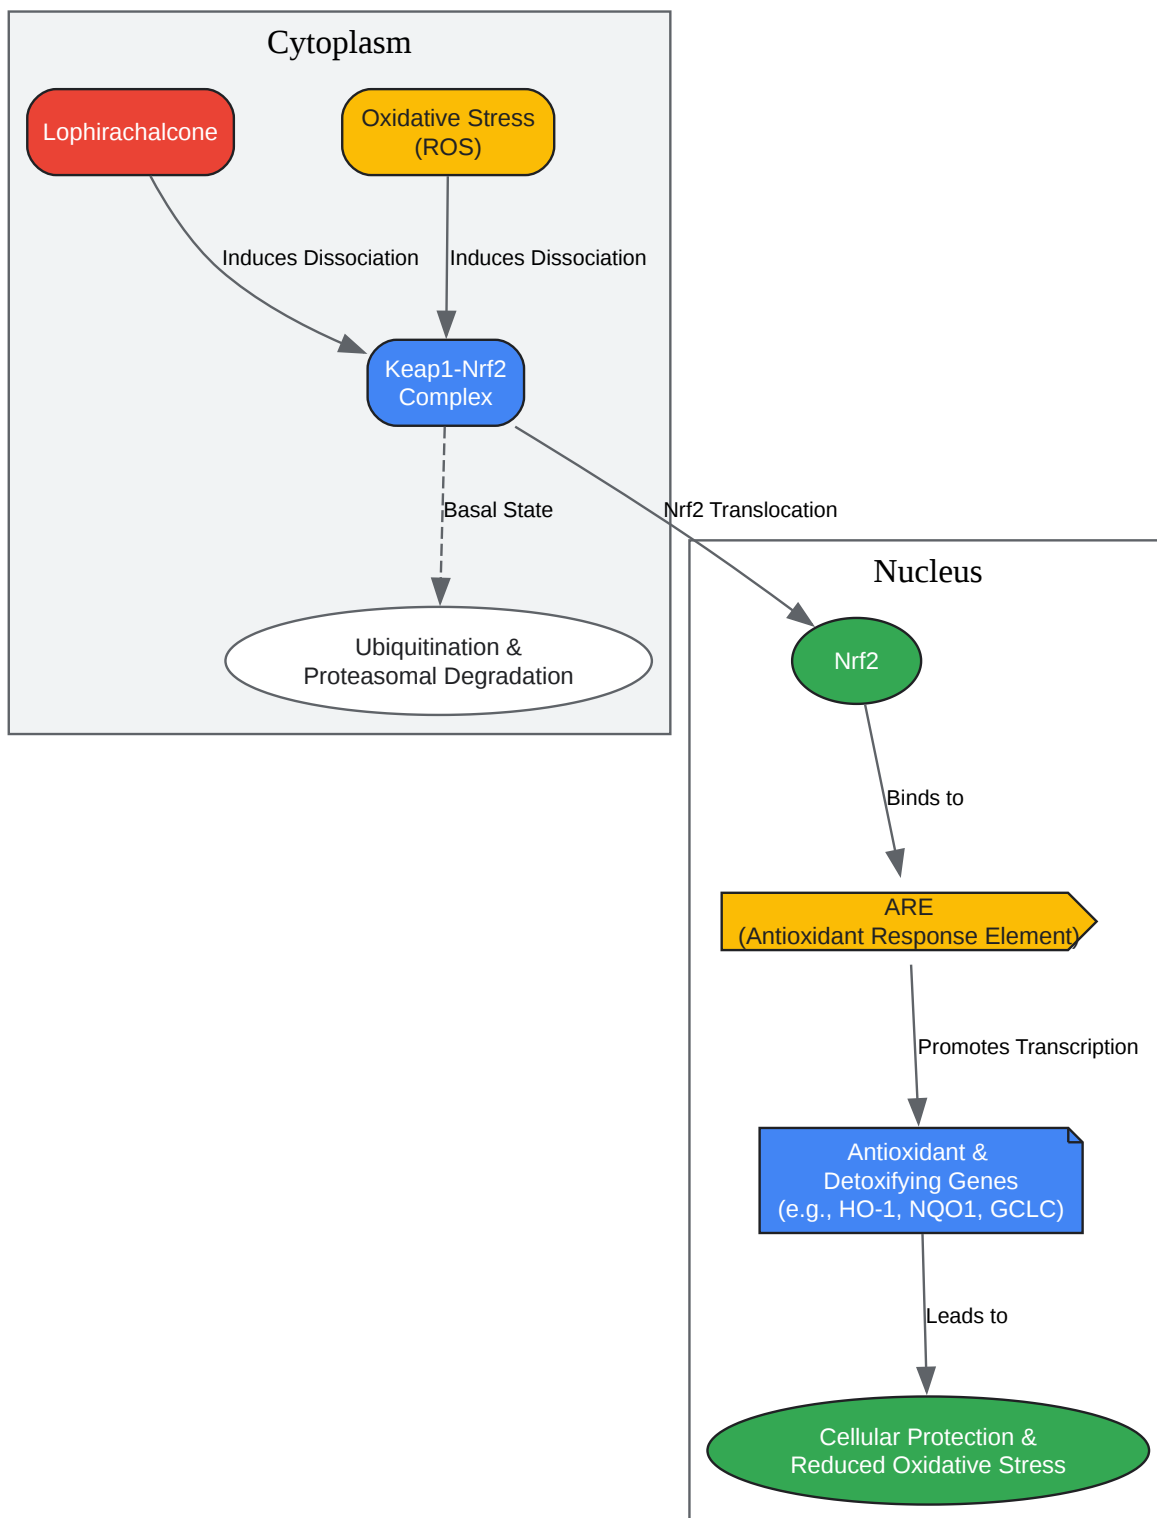 Cytoplasm
Lophirachalcone
Oxidative Stress
(ROS)
Induces Dissociation
Induces Dissociation
Keap1-Nrf2
Complex
Basal State
Nrf2 Translocation
Ubiquitination &
Proteasomal Degradation
Nucleus
Nrf2
Binds to
ARE
(Antioxidant Response Element)
Promotes Transcription
Antioxidant &
Detoxifying Genes
(e.g., HO-1, NQO1, GCLC)
Leads to
Cellular Protection &
Reduced Oxidative Stress